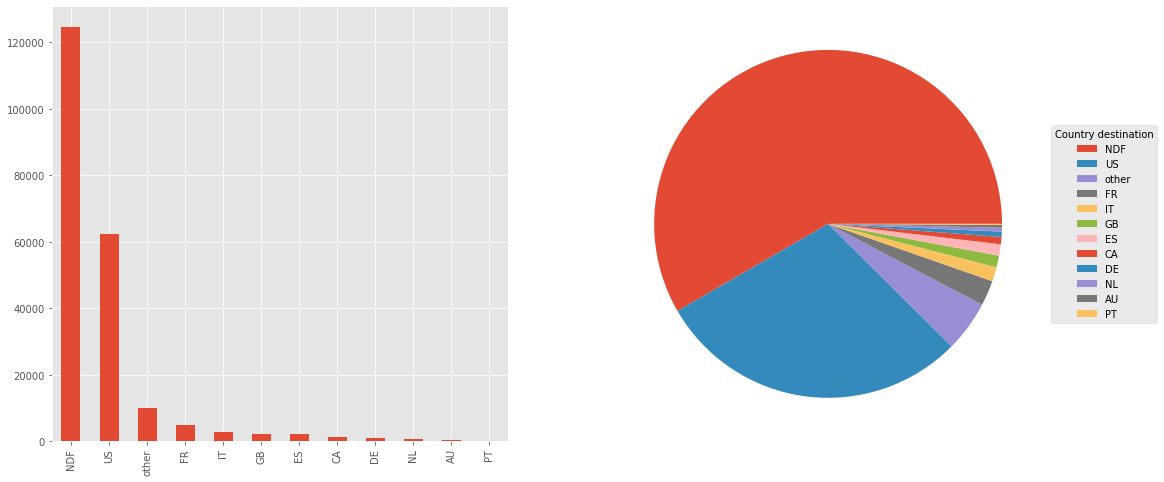 120000
100000
80000
60000
40000
20000
0
NDF
US
other
FR
IT
GB
ES
CA
DE
NL
AU
PT
Country destination
NDF
US
other
FR
IT
GB
ES
CA
DE
NL
AU
PT